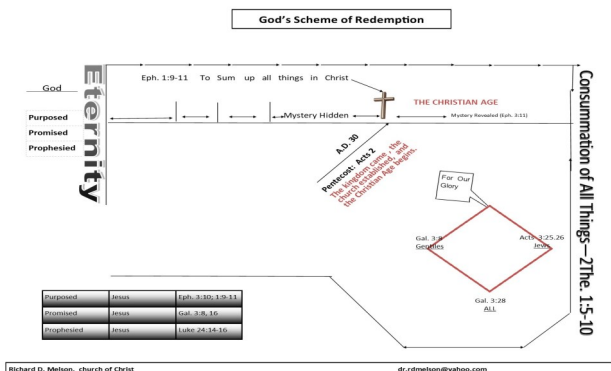 God's Scheme of Redemption
Eph. 1:9-11 To Sum up all things in Christ
God
Eternity
Purposed
Promised
Prophesied
Mystery Hidden
THE CHRISTIAN AGE
Mystery Revealed (Eph. 3:11)
A.D. 30
Pentecost: Acts 2
The kingdom came, the
church established, and
the Christian Age begins.
For Our
Glory
Gal. 3:8
Gentiles
Acts. 3:25.26
Jews
Gal. 3:28
ALL
Consummation of All Things—2The. 1:5-10
Purposed Jesus Eph. 3:10; 1:9-11
Promised Jesus Gal. 3:8, 16
Prophesied Jesus Luke 24:14-16
Richard D. Melson, church of Christ dr.rdmelson@yahoo.com